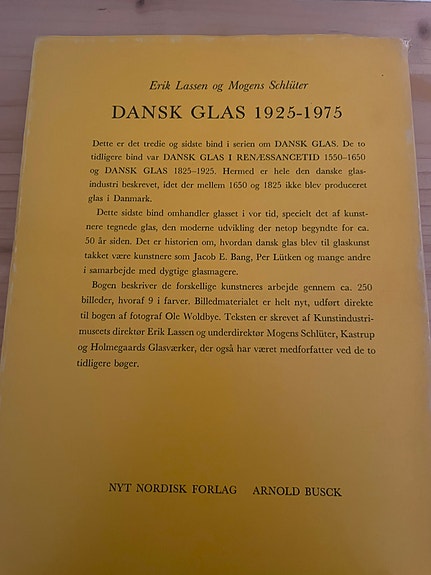 Erik Lassen og Mogens Schlüter
DANSK GLAS 1925-1975
Dette er det tredie og sidste bind i serien om DANSK GLAS. De to
tidligere bind var DANSK GLAS I RENÆSSANCETID 1550-1650
og DANSK GLAS 1825-1925. Hermed er hele den danske glas-
industri beskrevet, idet der mellem 1650 og 1825 ikke blev produceret
glas i Danmark.
Dette sidste bind omhandler glasset i vor tid, specielt det af kunst-
nere tegnede glas, den moderne udvikling der netop begyndte for ca.
50 år siden. Det er historien om, hvordan dansk glas blev til glaskunst
takket være kunstnere som Jacob E. Bang, Per Lütken og mange andre
i samarbejde med dygtige glasmagere.
Bogen beskriver de forskellige kunstneres arbejde gennem ca. 250
billeder, hvoraf 9 i farver. Billedmaterialet er helt nyt, udført direkte
til bogen af fotograf Ole Woldbye. Teksten er skrevet af Kunstindustri-
museets direktør Erik Lassen og underdirektør Mogens Schlüter, Kastrup
og Holmegaards Glasværker, der også har været medforfatter ved de to
tidligere bøger.
NYT NORDISK FORLAG ARNOLD BUSCK